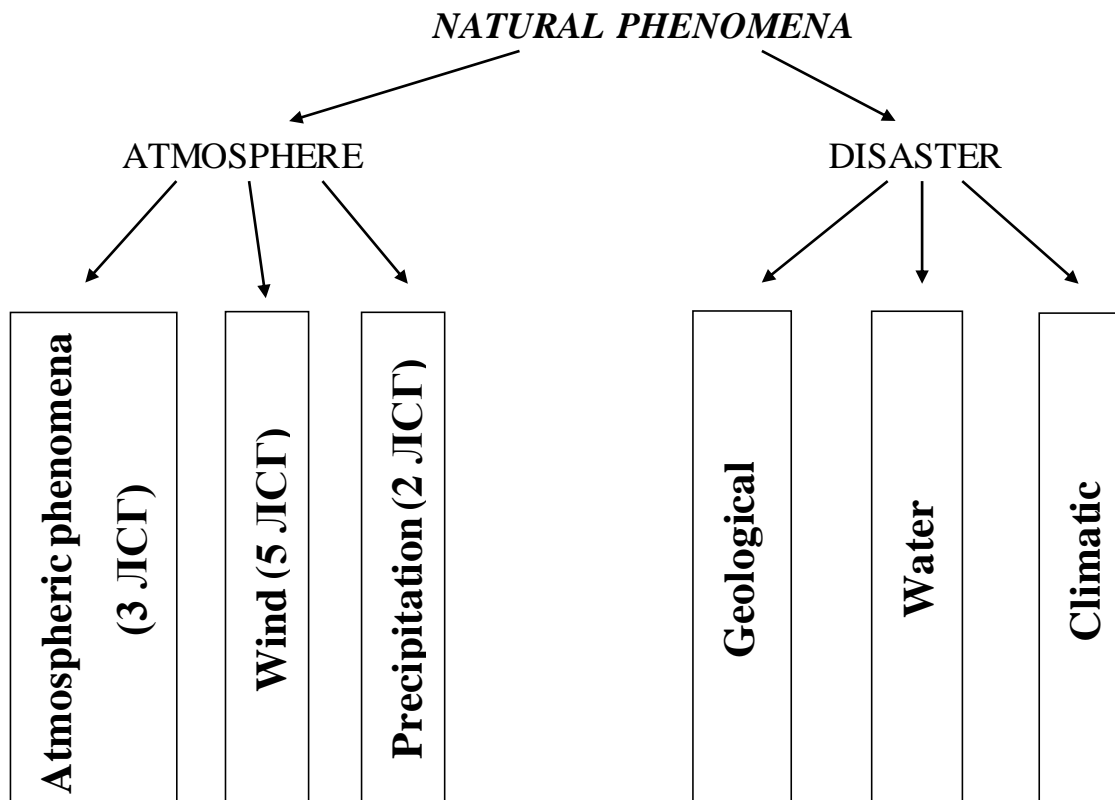 NATURAL PHENOMENA
ATMOSPHERE
DISASTER
Atmospheric phenomena
(3 ЛСГ)
Wind (5 ЛСГ)
Precipitation (2 ЛСГ)
Geological
Water
Climatic